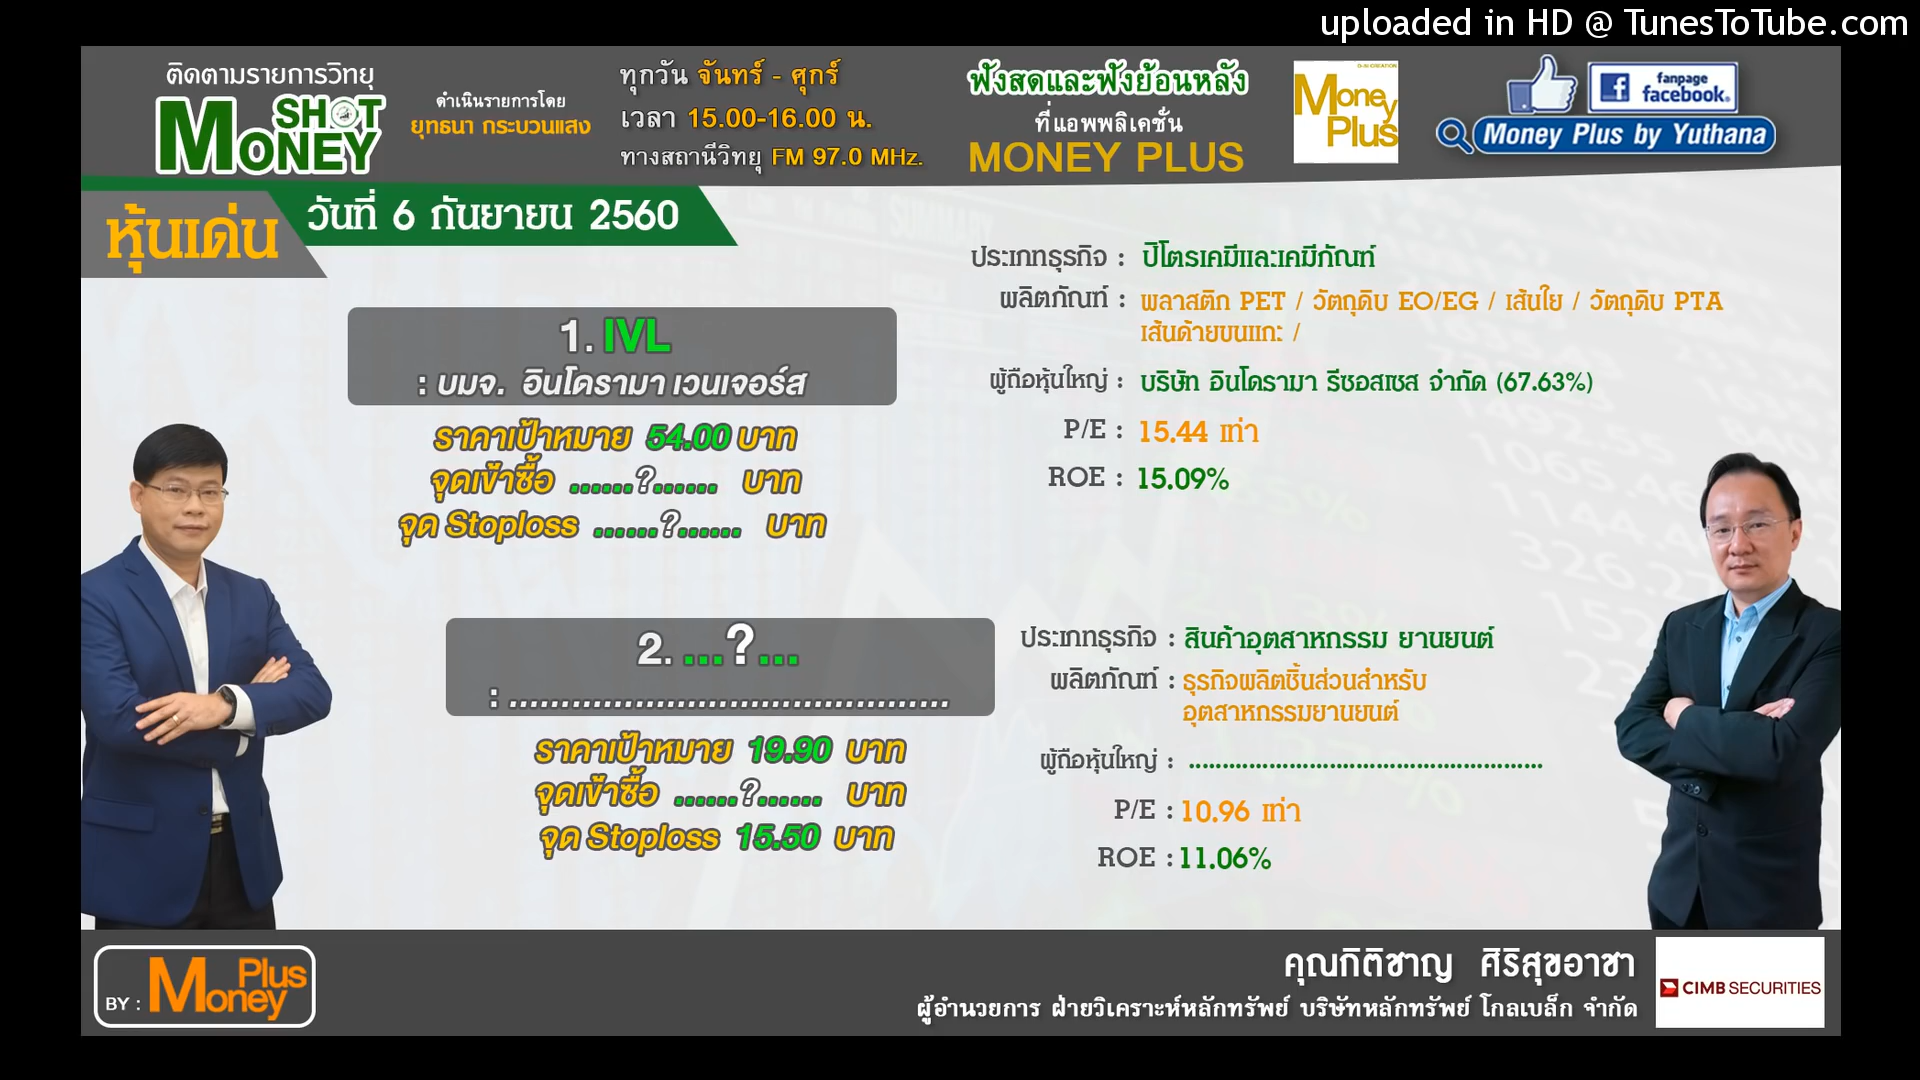 uploaded in HD @ TunesToTube.com
ติดตามรายการวิทยุ
MONEY SHOT
ดำเนินรายการโดย
ยุทธนา กระบวนแสง
ทุกวัน จันทร์ - ศุกร์
เวลา 15.00-16.00 น.
ทางสถานีวิทยุ FM 97.0 MHz.
ฟังสดและฟังย้อนหลัง
ที่แอพพลิเคชั่น
MONEY PLUS
Money
Plus
fanpage
facebook.
Money Plus by Yuthana
หุ้นเด่น
วันที่ 6 กันยายน 2560
1. IVL
: บมจ. อินโดรามา เวนเจอร์ส
ราคาเป้าหมาย 54.00 บาท
จุดเข้าซื้อ ......?...... บาท
จุด Stoploss ......?...... บาท
ประเภทธุรกิจ : ปิโตรเคมีและเคมีภัณฑ์
ผลิตภัณฑ์ : พลาสติก PET / วัตถุดิบ EO/EG / เส้นใย / วัตถุดิบ PTA
เส้นด้ายขนแกะ /
ผู้ถือหุ้นใหญ่ : บริษัท อินโดรามา รีซอสเซส จำกัด (67.63%)
P/E : 15.44 เท่า
ROE : 15.09%
2. ...?...
: ..........................................
ราคาเป้าหมาย 19.90 บาท
จุดเข้าซื้อ ......?...... บาท
จุด Stoploss 15.50 บาท
ประเภทธุรกิจ : สินค้าอุตสาหกรรม ยานยนต์
ผลิตภัณฑ์ : ธุรกิจผลิตชิ้นส่วนสำหรับ
อุตสาหกรรมยานยนต์
ผู้ถือหุ้นใหญ่ : .....................................................
P/E : 10.96 เท่า
ROE : 11.06%
BY : Money Plus
คุณกิติชาญ ศิริสุขอาชา
ผู้อำนวยการ ฝ่ายวิเคราะห์หลักทรัพย์ บริษัทหลักทรัพย์ โกลเบล็ก จำกัด
CIMB SECURITIES